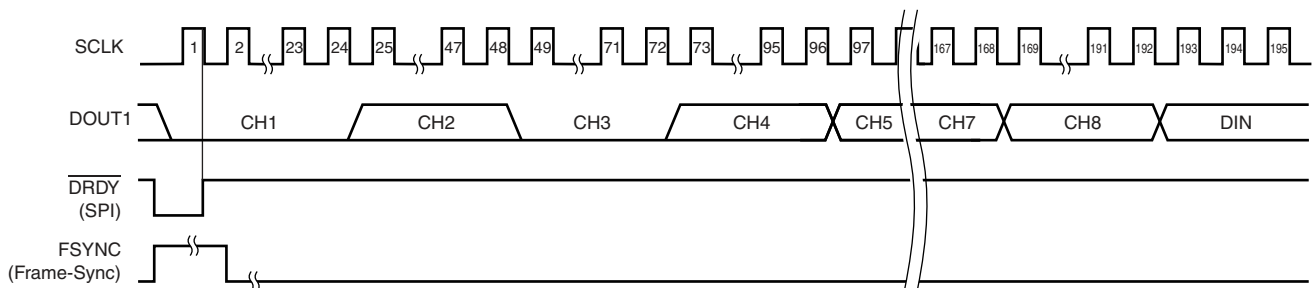 SCLK 1 2 23 24 25 47 48 49 71 72 73 95 96 97 167 168 169 191 192 193 194 195
DOUT1 CH1 CH2 CH3 CH4 CH5 CH7 CH8 DIN
DRDY
(SPI)
FSYNC
(Frame-Sync)